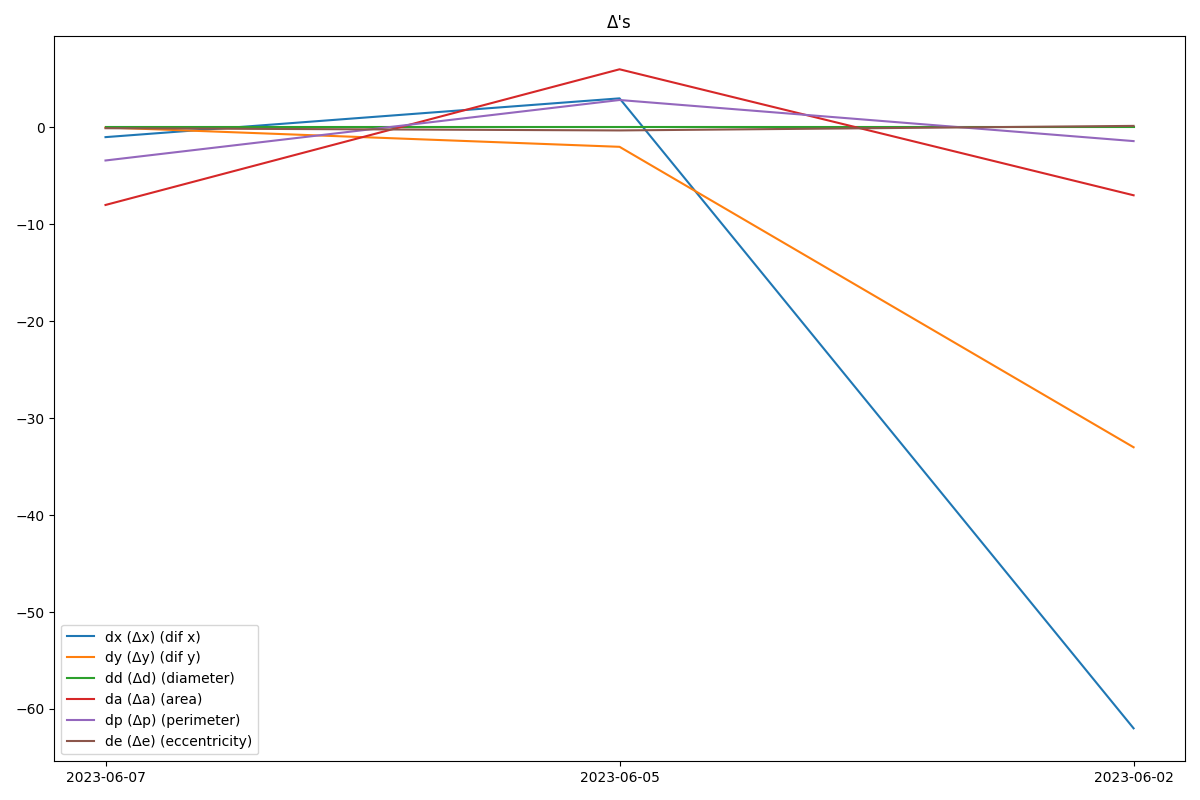 Δ's
0
−10
−20
−30
−40
−50
−60
dx (Δx) (dif x)
dy (Δy) (dif y)
dd (Δd) (diameter)
da (Δa) (area)
dp (Δp) (perimeter)
de (Δe) (eccentricity)
2023-06-07 2023-06-05 2023-06-02